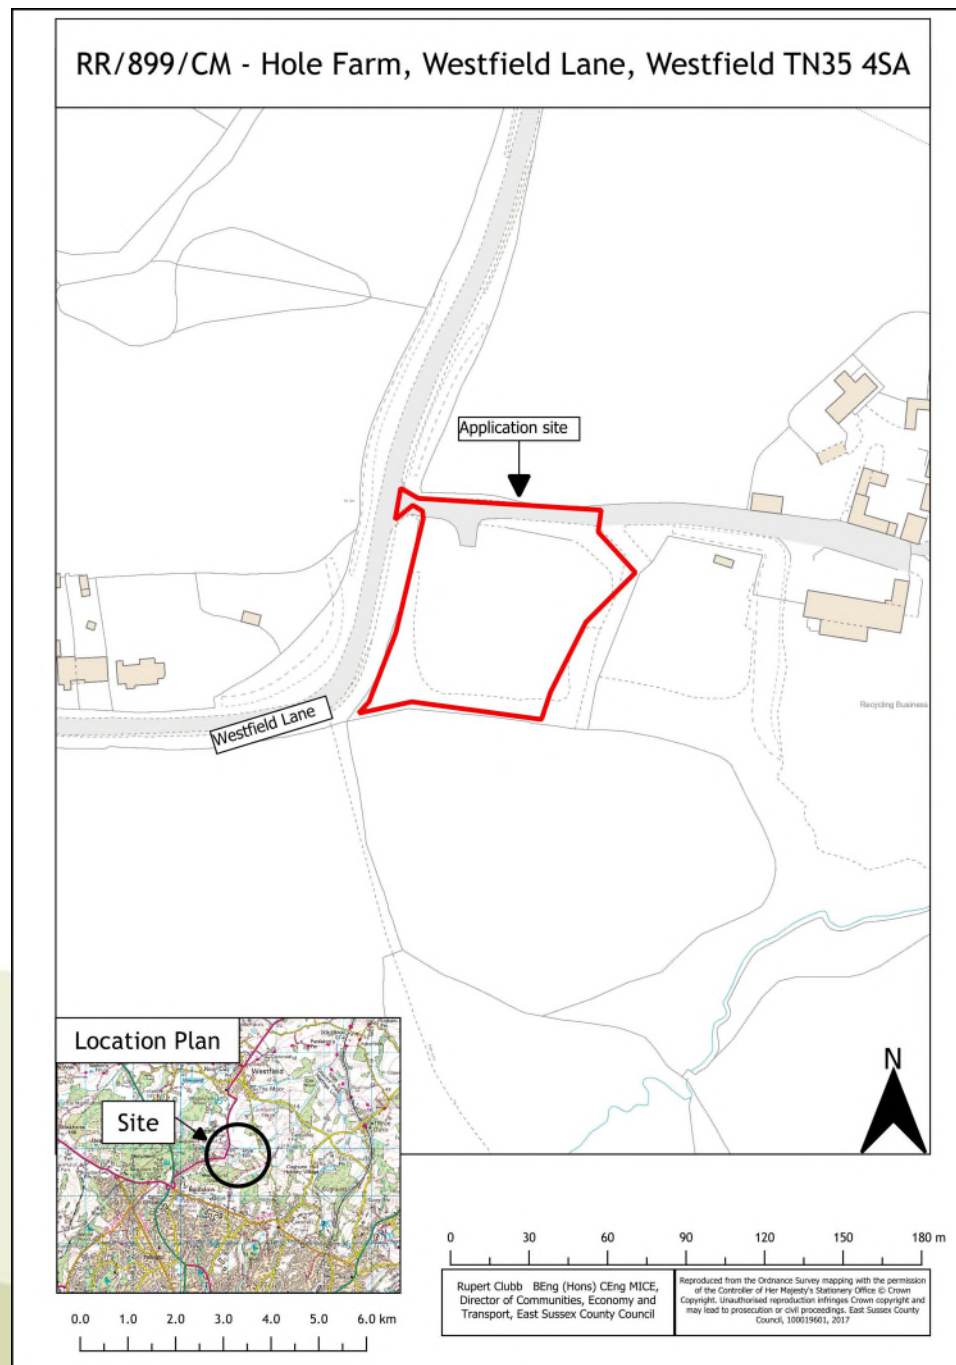 RR/899/CM - Hole Farm, Westfield Lane, Westfield TN35 4SA
Application site
Westfield Lane
Recycling Business
Location Plan
Westfield
Site
N
0 30 60 90 120 150 180 m
Rupert Clubb BEng (Hons) CEng MICE,
Director of Communities, Economy and
Transport, East Sussex County Council
Reproduced from the Ordnance Survey mapping with the permission
of the Controller of Her Majesty's Stationery Office © Crown
Copyright. Unauthorised reproduction infringes Crown copyright and
may lead to prosecution or civil proceedings. East Sussex County
Council, 100019601, 2017
0.0 1.0 2.0 3.0 4.0 5.0 6.0 km